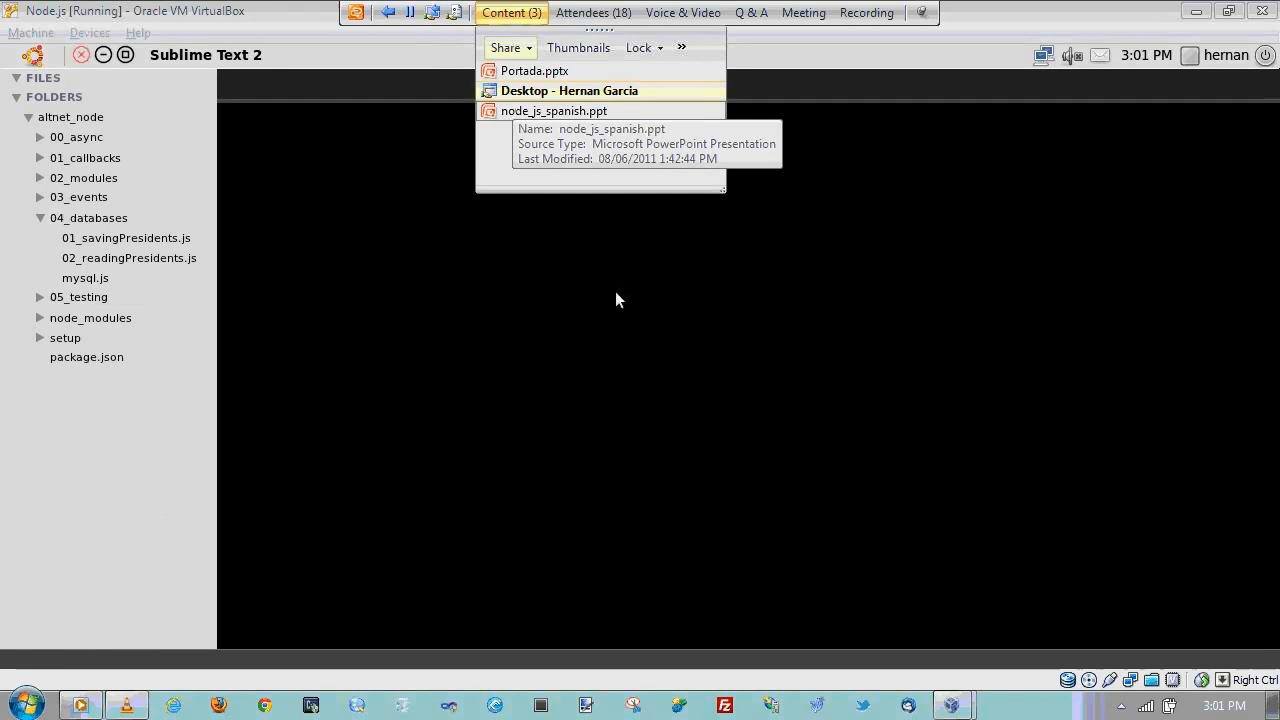 Node.js [Running] - Oracle VM VirtualBox
Content (3) Attendees (18) Voice & Video Q & A Meeting Recording
Machine Devices Help
Share Thumbnails Lock »
Sublime Text 2
3:01 PM hernan
Portada.pptx
Desktop - Hernan Garcia
node_js_spanish.ppt
Name: node_js_spanish.ppt
Source Type: Microsoft PowerPoint Presentation
Last Modified: 08/06/2011 1:42:44 PM
FILES
FOLDERS
altnet_node
00_async
01_callbacks
02_modules
03_events
04_databases
01_savingPresidents.js
02_readingPresidents.js
mysql.js
05_testing
node_modules
setup
package.json
Right Ctrl
Fz
3:01 PM